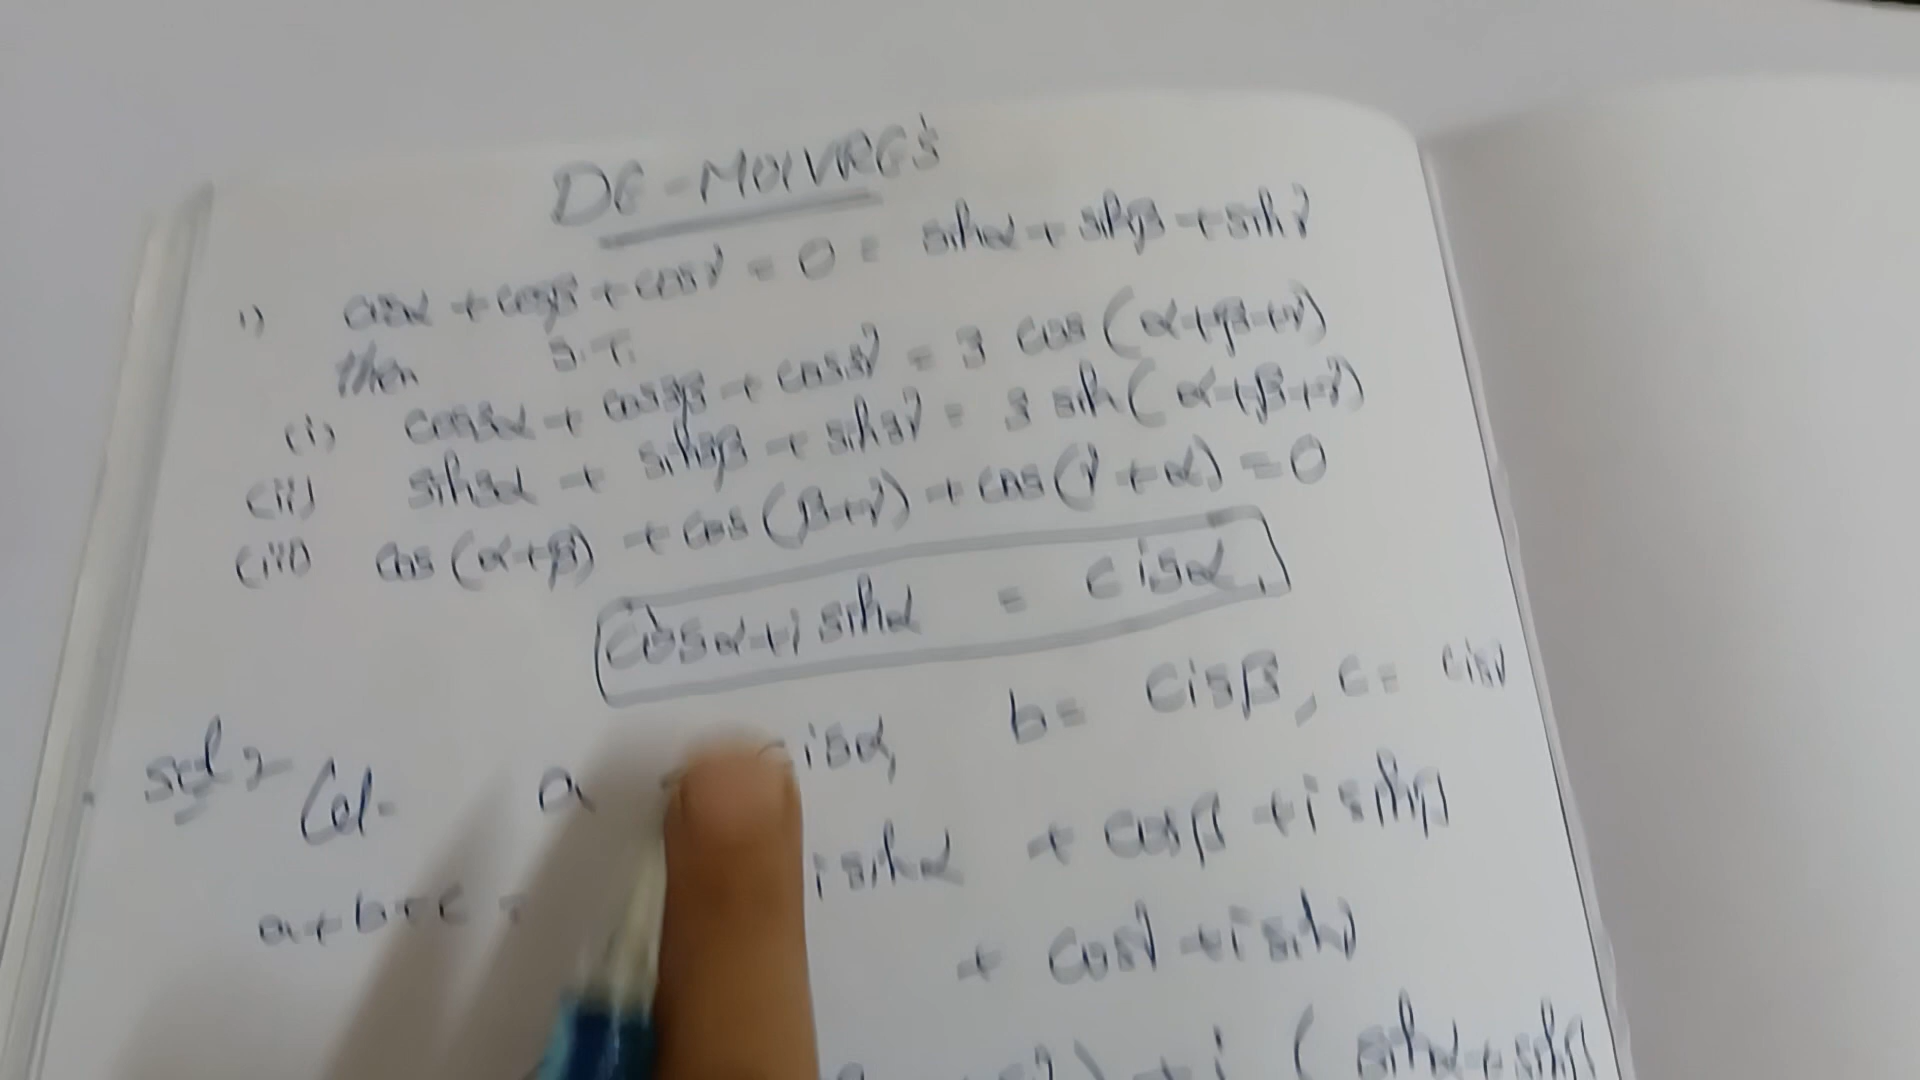 DE-MOIVRE'S
1) cosα + cosβ + cosγ = 0 = sinα + sinβ + sinγ
then S.T.
(i) cos3α + cos3β + cos3γ = 3 cos(α+β+γ)
(ii) sin3α + sin3β + sin3γ = 3 sin(α+β+γ)
(iii) cos(α+β) + cos(β+γ) + cos(γ+α) = 0
cosα+i sinα = cisα
sol Let a cisα, b = cisβ, c = cisγ
a+b+c = i sinα + cosβ + i sinβ
+ cosγ + i sinγ
γ) + i (sinα + sinβ